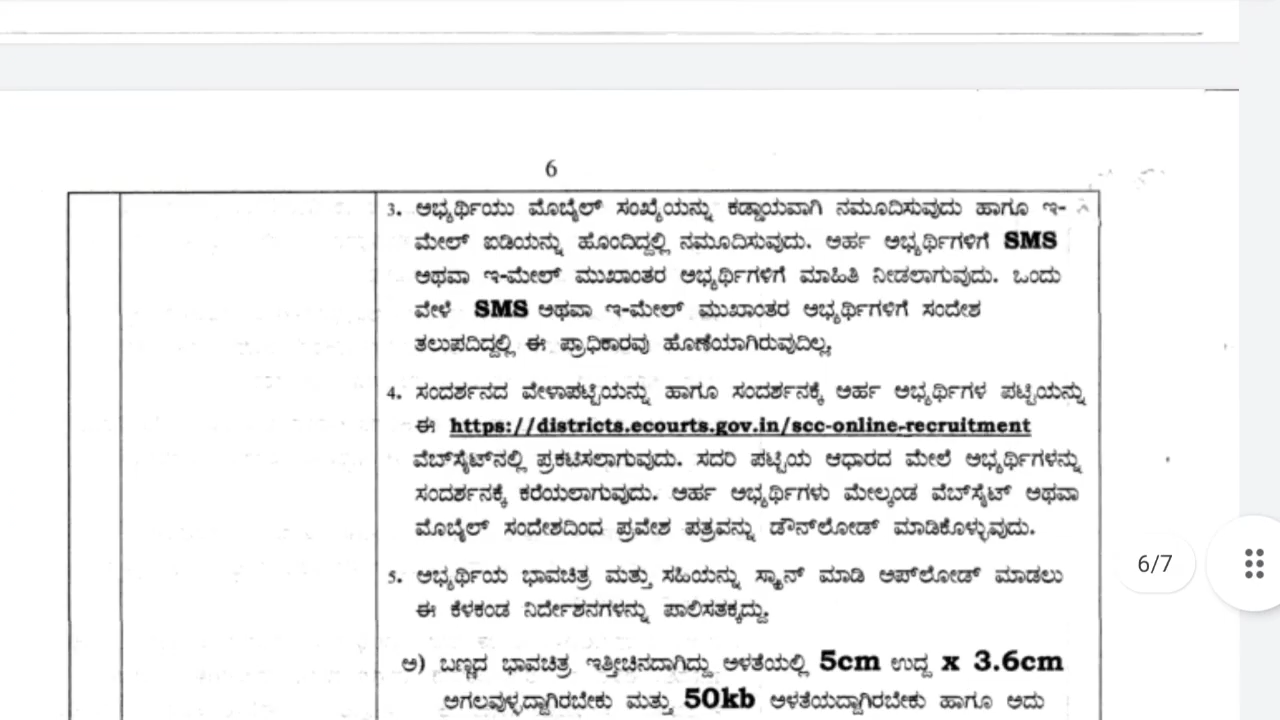 6
3. ಅಭ್ಯರ್ಥಿಯು ಮೊಬೈಲ್ ಸಂಖ್ಯೆಯನ್ನು ಕಡ್ಡಾಯವಾಗಿ ನಮೂದಿಸುವುದು ಹಾಗೂ ಇ-
ಮೇಲ್ ಐಡಿಯನ್ನು ಹೊಂದಿದ್ದಲ್ಲಿ ನಮೂದಿಸುವುದು. ಅರ್ಹ ಅಭ್ಯರ್ಥಿಗಳಿಗೆ SMS
ಅಥವಾ ಇ-ಮೇಲ್ ಮುಖಾಂತರ ಅಭ್ಯರ್ಥಿಗಳಿಗೆ ಮಾಹಿತಿ ನೀಡಲಾಗುವುದು. ಒಂದು
ವೇಳೆ SMS ಅಥವಾ ಇ-ಮೇಲ್ ಮುಖಾಂತರ ಅಭ್ಯರ್ಥಿಗಳಿಗೆ ಸಂದೇಶ
ತಲುಪದಿದ್ದಲ್ಲಿ ಈ ಪ್ರಾಧಿಕಾರವು ಹೊಣೆಯಾಗಿರುವುದಿಲ್ಲ.
4. ಸಂದರ್ಶನದ ವೇಳಾಪಟ್ಟಿಯನ್ನು ಹಾಗೂ ಸಂದರ್ಶನಕ್ಕೆ ಅರ್ಹ ಅಭ್ಯರ್ಥಿಗಳ ಪಟ್ಟಿಯನ್ನು
ಈ https://districts.ecourts.gov.in/scc-online-recruitment
ವೆಬ್‌ಸೈಟ್‌ನಲ್ಲಿ ಪ್ರಕಟಿಸಲಾಗುವುದು. ಸದರಿ ಪಟ್ಟಿಯ ಆಧಾರದ ಮೇಲೆ ಅಭ್ಯರ್ಥಿಗಳನ್ನು
ಸಂದರ್ಶನಕ್ಕೆ ಕರೆಯಲಾಗುವುದು. ಅರ್ಹ ಅಭ್ಯರ್ಥಿಗಳು ಮೇಲ್ಕಂಡ ವೆಬ್‌ಸೈಟ್ ಅಥವಾ
ಮೊಬೈಲ್ ಸಂದೇಶದಿಂದ ಪ್ರವೇಶ ಪತ್ರವನ್ನು ಡೌನ್‌ಲೋಡ್ ಮಾಡಿಕೊಳ್ಳುವುದು.
5. ಅಭ್ಯರ್ಥಿಯ ಭಾವಚಿತ್ರ ಮತ್ತು ಸಹಿಯನ್ನು ಸ್ಕ್ಯಾನ್ ಮಾಡಿ ಅಪ್‌ಲೋಡ್ ಮಾಡಲು
ಈ ಕೆಳಕಂಡ ನಿರ್ದೇಶನಗಳನ್ನು ಪಾಲಿಸತಕ್ಕದ್ದು.
ಅ) ಬಣ್ಣದ ಭಾವಚಿತ್ರ ಇತ್ತೀಚಿನದಾಗಿದ್ದು ಅಳತೆಯಲ್ಲಿ 5cm ಉದ್ದ x 3.6cm
ಅಗಲವುಳ್ಳದ್ದಾಗಿರಬೇಕು ಮತ್ತು 50kb ಅಳತೆಯದ್ದಾಗಿರಬೇಕು ಹಾಗೂ ಅದು
6/7